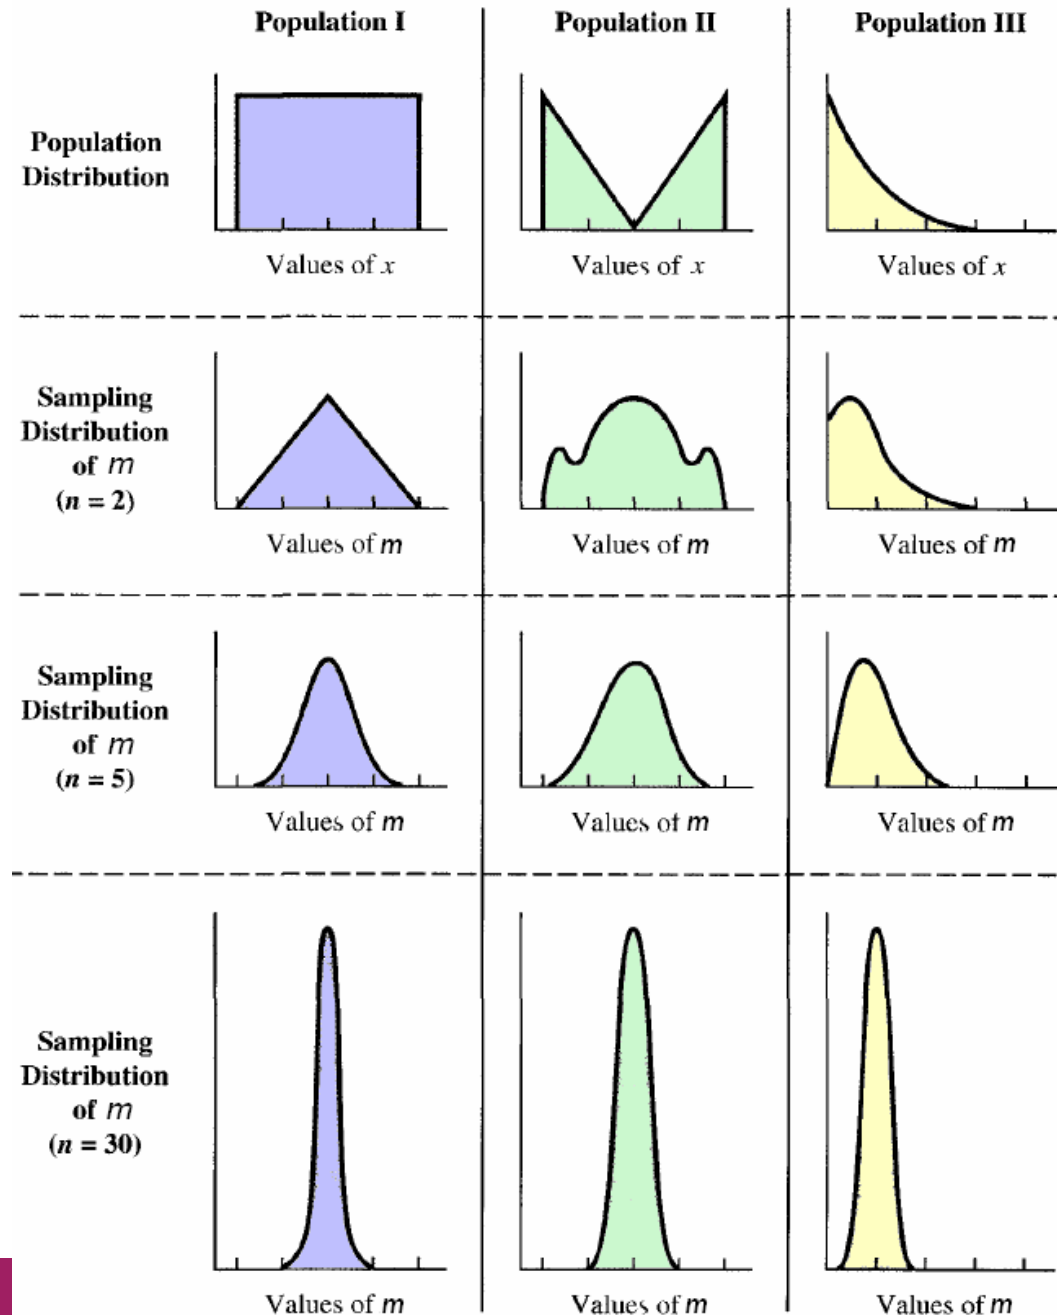 Population I
Population II
Population III
Population
Distribution
Values of x
Values of x
Values of x
Sampling
Distribution
of m
(n = 2)
Values of m
Values of m
Values of m
Sampling
Distribution
of m
(n = 5)
Values of m
Values of m
Values of m
Sampling
Distribution
of m
(n = 30)
Values of m
Values of m
Values of m